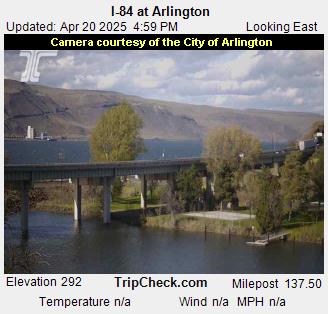 I-84 at Arlington
Updated: Apr 20 2025 4:59 PM Looking East
Camera courtesy of the City of Arlington
Elevation 292 TripCheck.com Milepost 137.50
Temperature n/a Wind n/a MPH n/a